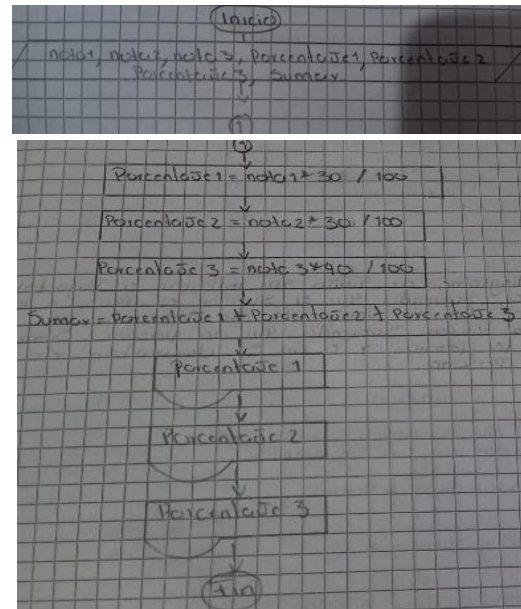 Inicio
nota1, nota2, nota3, Porcentaje1, Porcentaje2
Porcentaje3, Sumar
1
1
Porcentaje1 = nota1*30 / 100
Porcentaje2 = nota2*30 / 100
Porcentaje3 = nota3*40 / 100
Sumar = Porcentaje1 + Porcentaje2 + Porcentaje3
Porcentaje 1
Porcentaje 2
Porcentaje 3
Fin